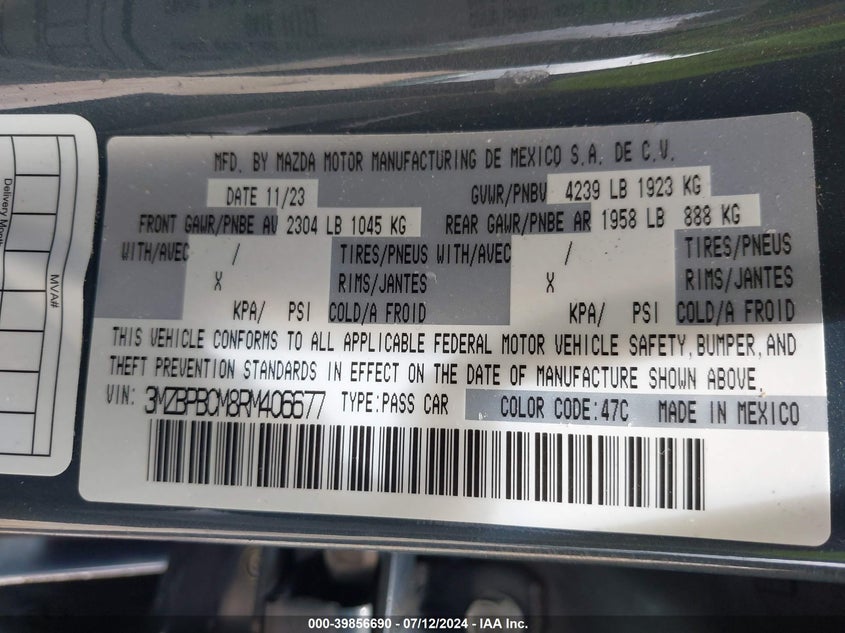 MFD. BY MAZDA MOTOR MANUFACTURING DE MEXICO S.A. DE C.V.
DATE 11/23 GVWR/PNBV 4239 LB 1923 KG
FRONT GAWR/PNBE AV 2304 LB 1045 KG REAR GAWR/PNBE AR 1958 LB 888 KG
WITH/AVEC / TIRES/PNEUS WITH/AVEC / TIRES/PNEUS
X RIMS/JANTES X RIMS/JANTES
KPA/ PSI COLD/A FROID KPA/ PSI COLD/A FROID
THIS VEHICLE CONFORMS TO ALL APPLICABLE FEDERAL MOTOR VEHICLE SAFETY, BUMPER, AND
THEFT PREVENTION STANDARDS IN EFFECT ON THE DATE OF MANUFACTURE SHOWN ABOVE.
VIN: 3MZBPBCM8RM406677 TYPE:PASS CAR COLOR CODE:47C MADE IN MEXICO
MVA#
000-39856690 - 07/12/2024 - IAA Inc.